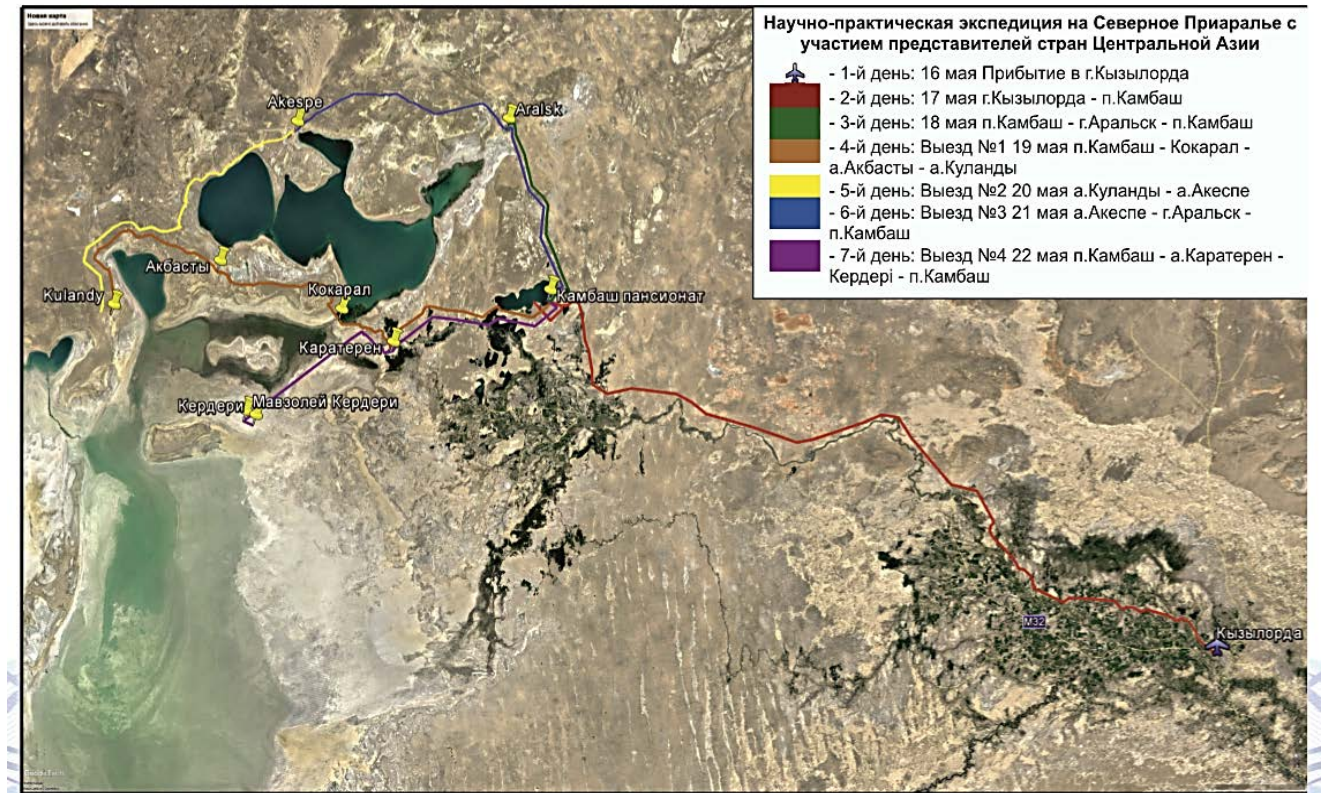 Новая карта
Научно-практическая экспедиция на Северное Приаралье с
участием представителей стран Центральной Азии
- 1-й день: 16 мая Прибытие в г.Кызылорда
- 2-й день: 17 мая г.Кызылорда - п.Камбаш
- 3-й день: 18 мая п.Камбаш - г.Аральск - п.Камбаш
- 4-й день: Выезд №1 19 мая п.Камбаш - Кокарал -
а.Акбасты - а.Куланды
- 5-й день: Выезд №2 20 мая а.Куланды - а.Акеспе
- 6-й день: Выезд №3 21 мая а.Акеспе - г.Аральск -
п.Камбаш
- 7-й день: Выезд №4 22 мая п.Камбаш - а.Каратерен -
Кердері - п.Камбаш
Akespe
Aralsk
Акбасты
Kulandy
Кокарал
Камбаш пансионат
Каратерен
Кердери
Мавзолей Кердери
M32
Кызылорда